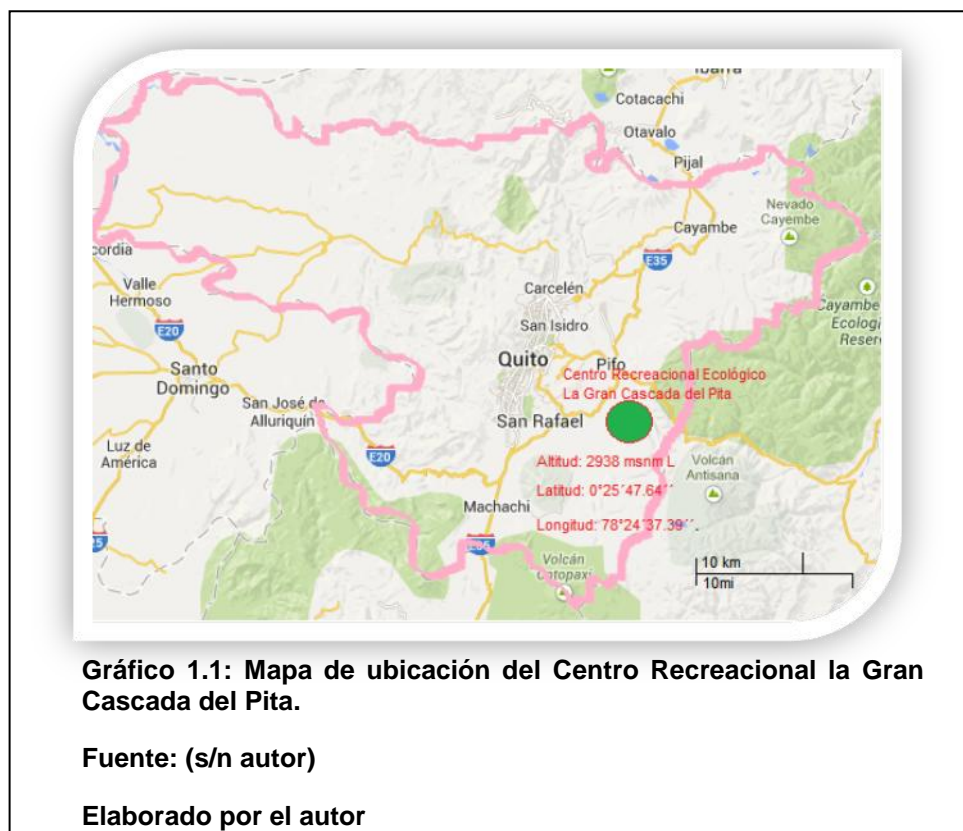 Ibarra
Cotacachi
Otavalo
Pijal
Nevado
Cayembe
Cayambe
E35
cordia
Valle
Hermoso
E20
Carcelén
San Isidro
Cayambe
Ecologi
Reser
Santo
Domingo
Quito
Pifo
Centro Recreacional Ecológico
La Gran Cascada del Pita
San José de
Alluriquín
San Rafael
Luz de
América
E20
Altitud: 2938 msnm L
Volcán
Antisana
Latitud: 0°25´47.64´´
Machachi
Longitud: 78°24´37.39´´.
E35
25
Volcán
Cotopaxi
10 km
10mi
Gráfico 1.1: Mapa de ubicación del Centro Recreacional la Gran
Cascada del Pita.
Fuente: (s/n autor)
Elaborado por el autor